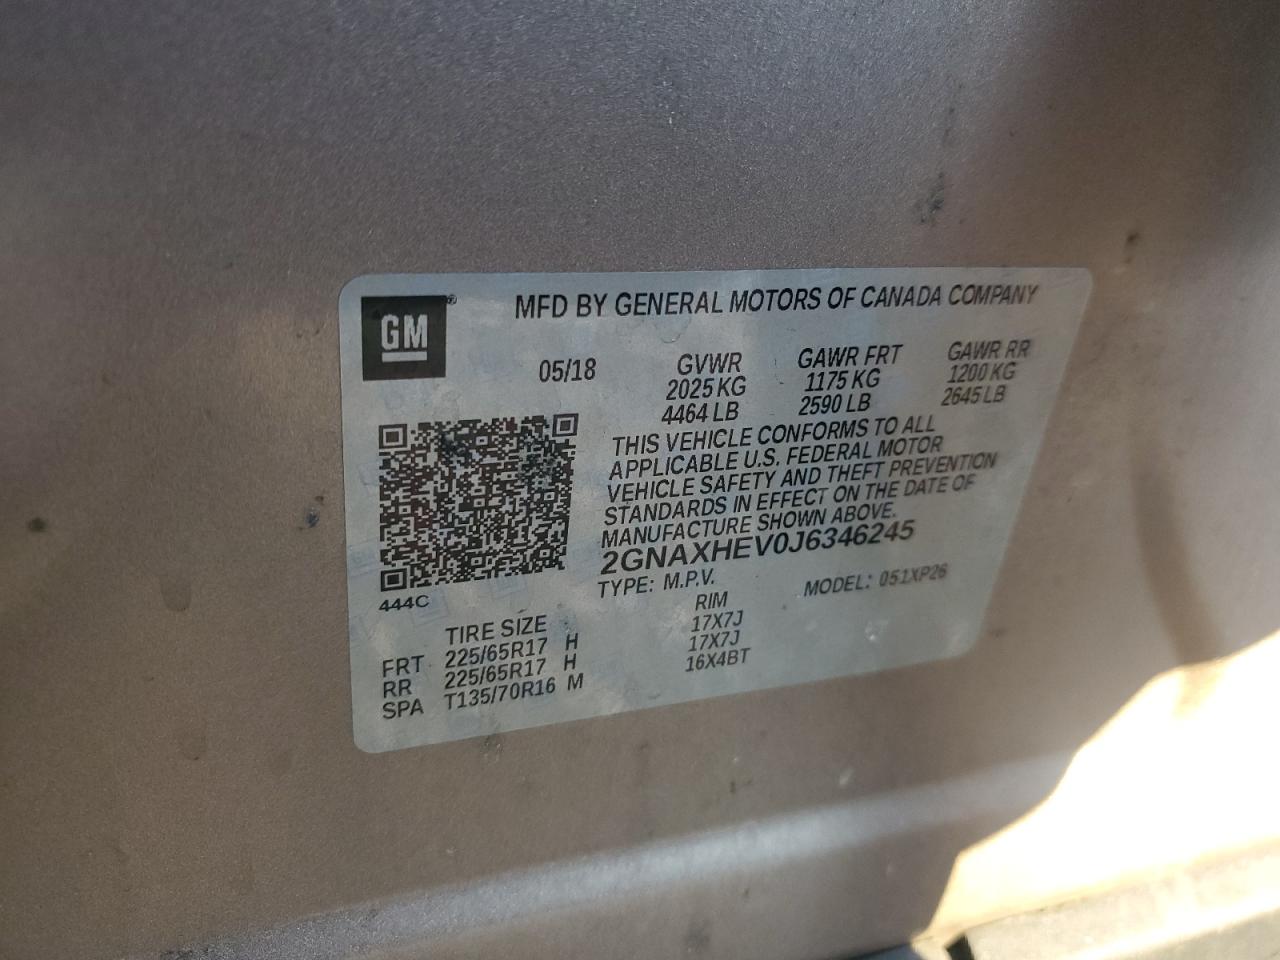 GM®
MFD BY GENERAL MOTORS OF CANADA COMPANY
05/18 GVWR GAWR FRT GAWR RR
2025 KG 1175 KG 1200 KG
4464 LB 2590 LB 2645 LB
THIS VEHICLE CONFORMS TO ALL
APPLICABLE U.S. FEDERAL MOTOR
VEHICLE SAFETY AND THEFT PREVENTION
STANDARDS IN EFFECT ON THE DATE OF
MANUFACTURE SHOWN ABOVE.
2GNAXHEV0J6346245
TYPE: M.P.V. MODEL: 051XP26
444C
TIRE SIZE RIM
FRT 225/65R17 H 17X7J
RR 225/65R17 H 17X7J
SPA T135/70R16 M 16X4BT